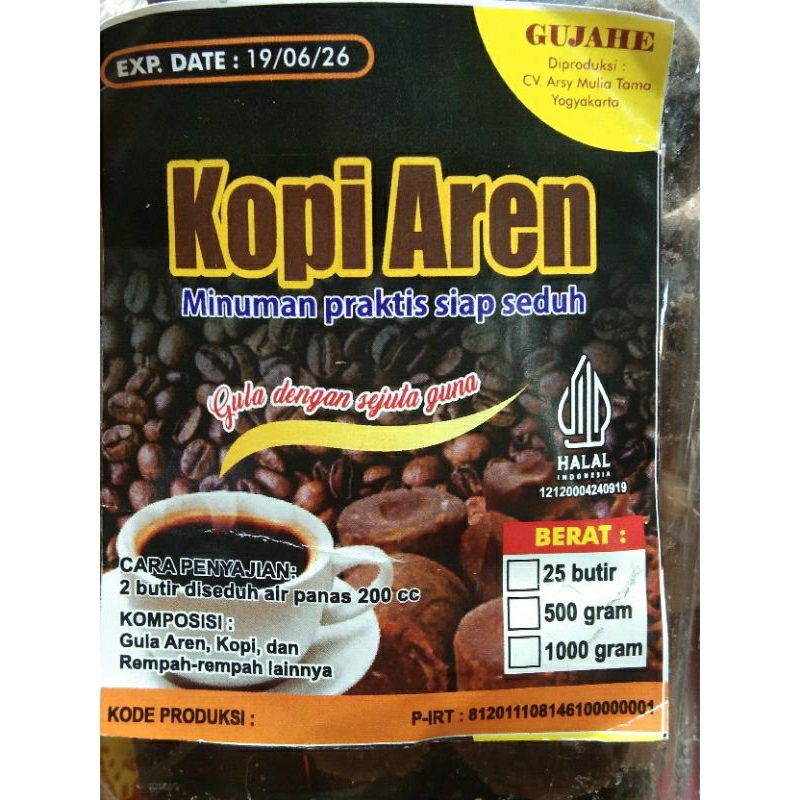 EXP. DATE : 19/06/26
GUJAHE
Diproduksi :
CV. Arsy Mulia Tama
Yogyakarta
Kopi Aren
Minuman praktis siap seduh
Gula dengan sejuta guna
HALAL
INDONESIA
12120004240919
BERAT :
25 butir
500 gram
1000 gram
CARA PENYAJIAN:
2 butir diseduh air panas 200 cc
KOMPOSISI :
Gula Aren, Kopi, dan
Rempah-rempah lainnya
KODE PRODUKSI :
P-IRT : 812011108146100000001